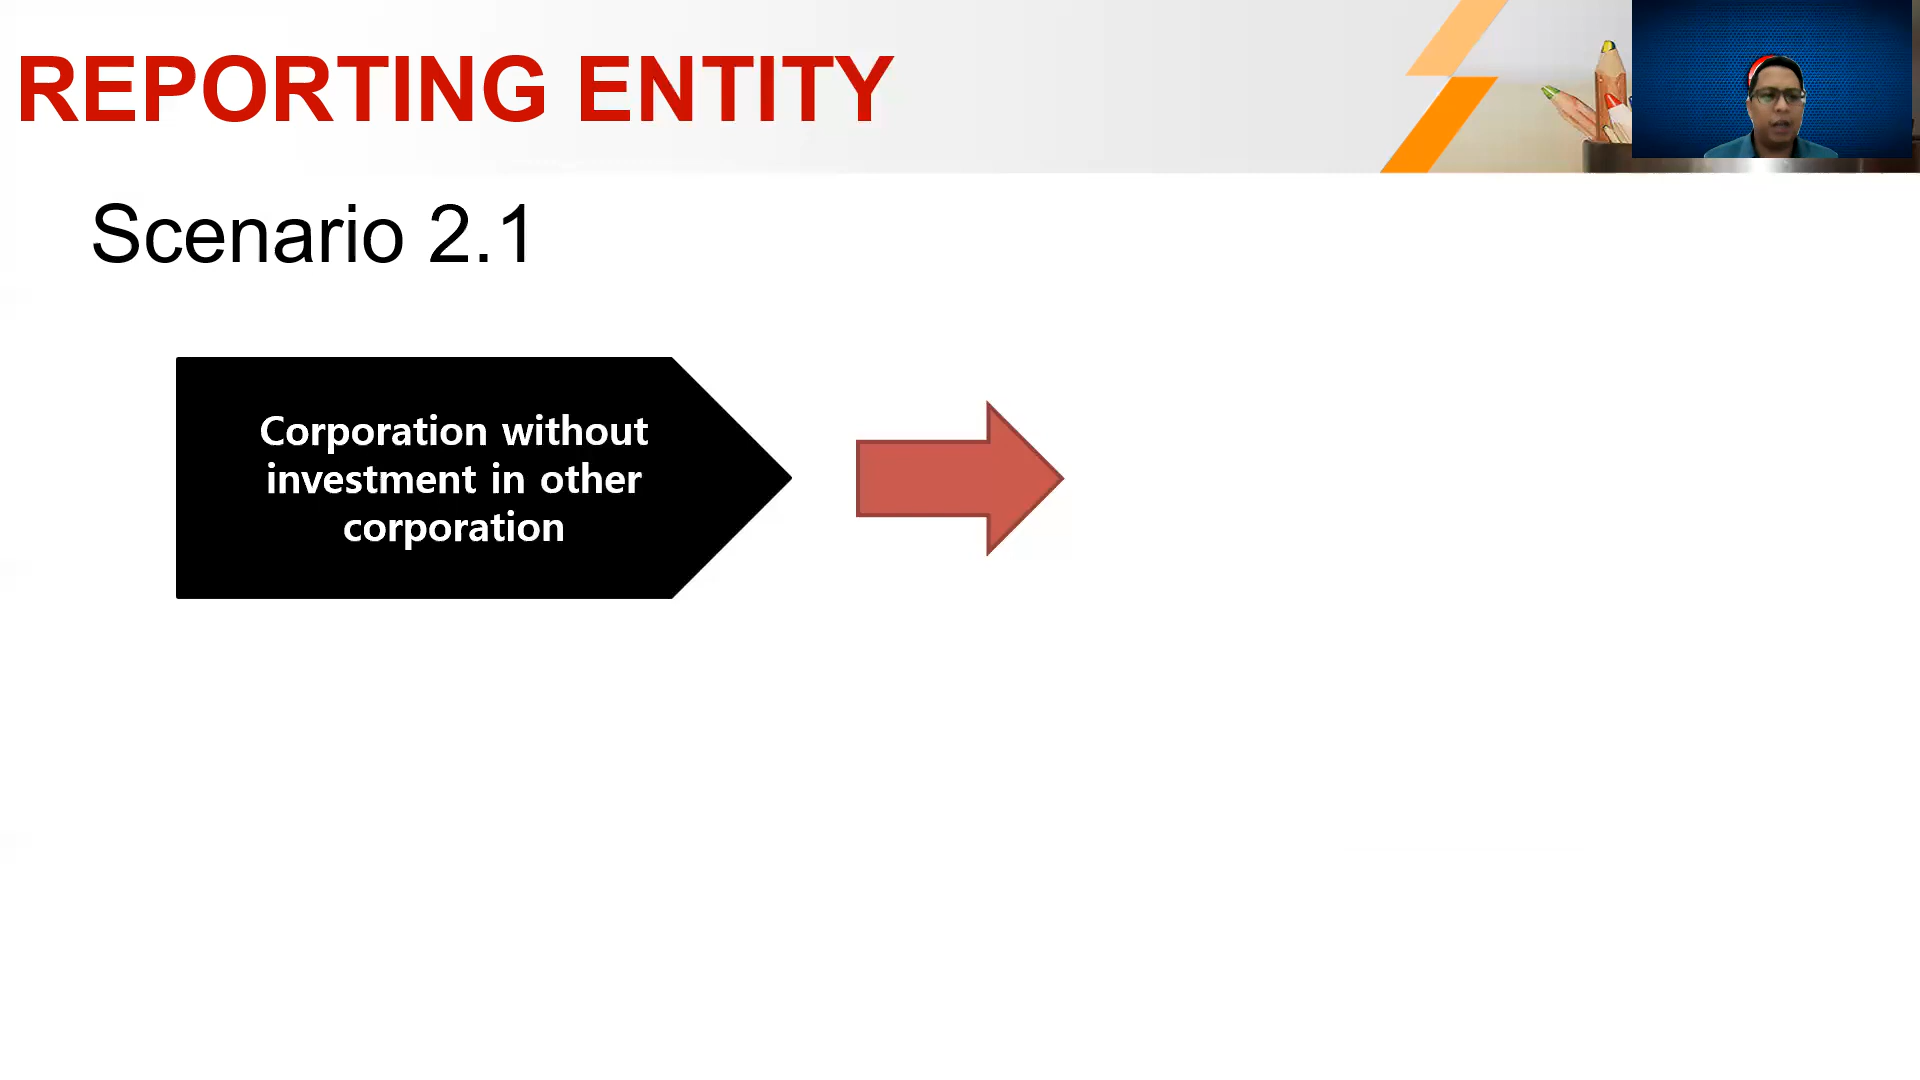 REPORTING ENTITY
Scenario 2.1
Corporation without
investment in other
corporation